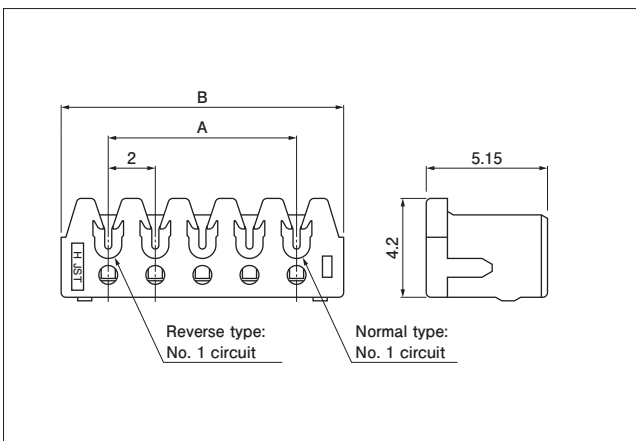 B
A
2
5.15
4.2
H JST
Reverse type:
No. 1 circuit
Normal type:
No. 1 circuit